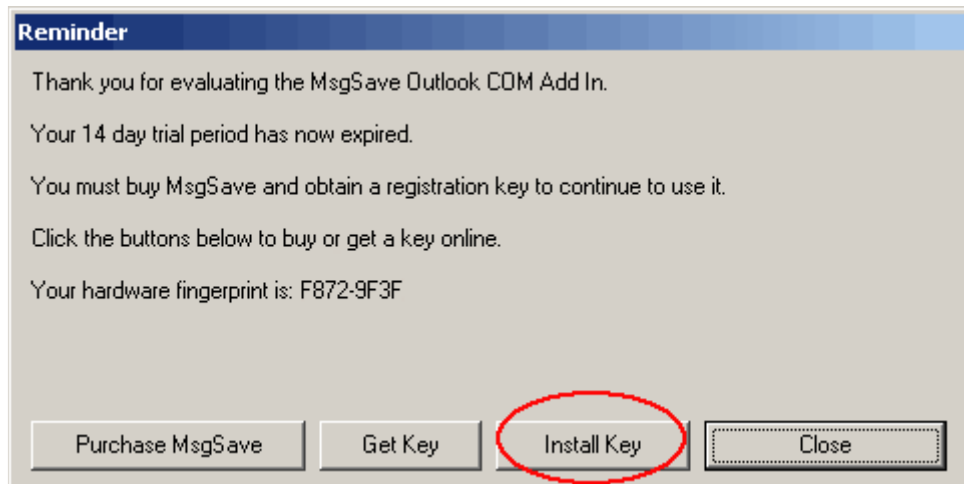 Reminder
Thank you for evaluating the MsgSave Outlook COM Add In.
Your 14 day trial period has now expired.
You must buy MsgSave and obtain a registration key to continue to use it.
Click the buttons below to buy or get a key online.
Your hardware fingerprint is: F872-9F3F
Purchase MsgSave Get Key Install Key Close